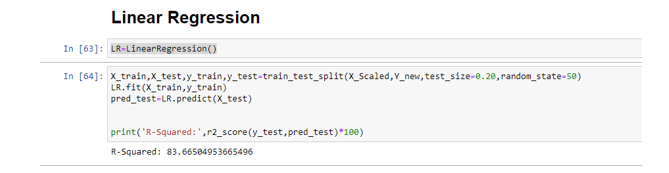 Linear Regression
In [63]: LR=LinearRegression()
In [64]: X_train,X_test,y_train,y_test=train_test_split(X_Scaled,Y_new,test_size=0.20,random_state=50)
LR.fit(X_train,y_train)
pred_test=LR.predict(X_test)
print('R-Squared:',r2_score(y_test,pred_test)*100)
R-Squared: 83.66504953665496